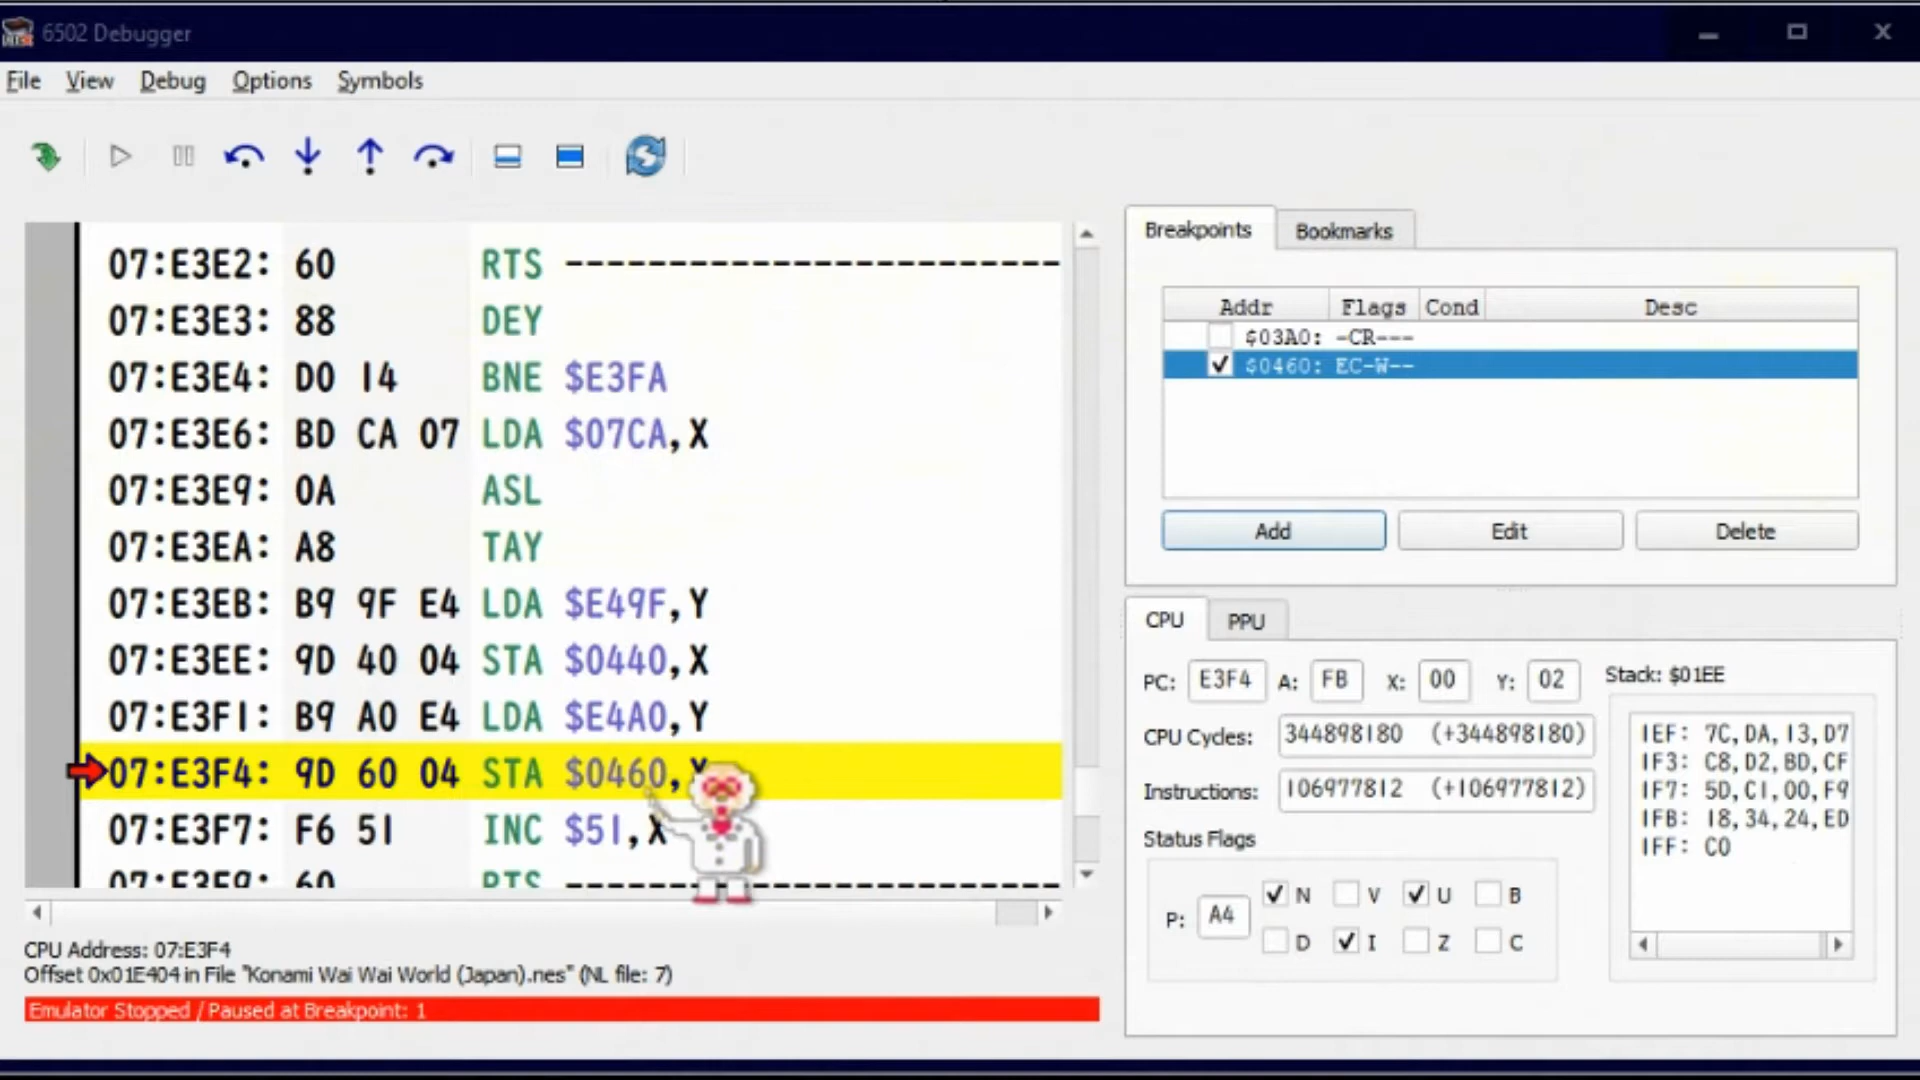 6502 Debugger
File View Debug Options Symbols
07:E3E2: 60 RTS -------------------------
07:E3E3: 88 DEY
07:E3E4: D0 14 BNE $E3FA
07:E3E6: BD CA 07 LDA $07CA,X
07:E3E9: 0A ASL
07:E3EA: A8 TAY
07:E3EB: B9 9F E4 LDA $E49F,Y
07:E3EE: 9D 40 04 STA $0440,X
07:E3F1: B9 A0 E4 LDA $E4A0,Y
07:E3F4: 9D 60 04 STA $0460,X
07:E3F7: F6 51 INC $51,X
07:E3F9: 60 RTS -------------------------
CPU Address: 07:E3F4
Offset 0x01E404 in File "Konami Wai Wai World (Japan).nes" (NL file: 7)
Emulator Stopped / Paused at Breakpoint: 1
Breakpoints Bookmarks
Addr Flags Cond Desc
$03A0: -CR---
$0460: EC-W--
Add Edit Delete
CPU PPU
PC: E3F4 A: FB X: 00 Y: 02
CPU Cycles: 344898180 (+344898180)
Instructions: 106977812 (+106977812)
Status Flags
P: A4 N V U B
D I Z C
Stack: $01EE
1EF: 7C,DA,13,D7
1F3: C8,D2,BD,CF
1F7: 5D,C1,00,F9
1FB: 18,34,24,ED
1FF: C0